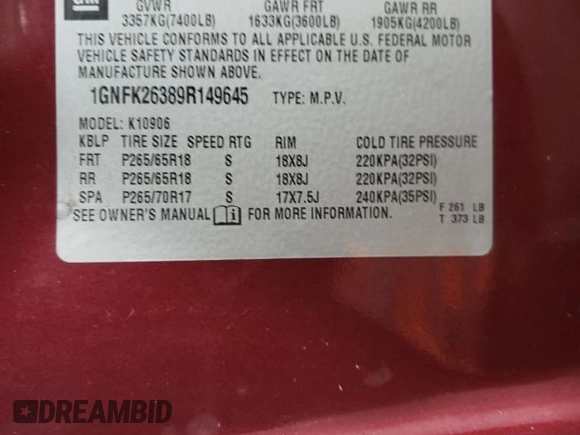 GM
GVWR GAWR FRT GAWR RR
3357KG(7400LB) 1633KG(3600LB) 1905KG(4200LB)
THIS VEHICLE CONFORMS TO ALL APPLICABLE U.S. FEDERAL MOTOR
VEHICLE SAFETY STANDARDS IN EFFECT ON THE DATE OF
MANUFACTURE SHOWN ABOVE.
1GNFK26389R149645 TYPE: M.P.V.
MODEL: K10906
KBLP TIRE SIZE SPEED RTG RIM COLD TIRE PRESSURE
FRT P265/65R18 S 18X8J 220KPA(32PSI)
RR P265/65R18 S 18X8J 220KPA(32PSI)
SPA P265/70R17 S 17X7.5J 240KPA(35PSI)
F 261 LB
SEE OWNER'S MANUAL i FOR MORE INFORMATION. T 373 LB
DREAMBID